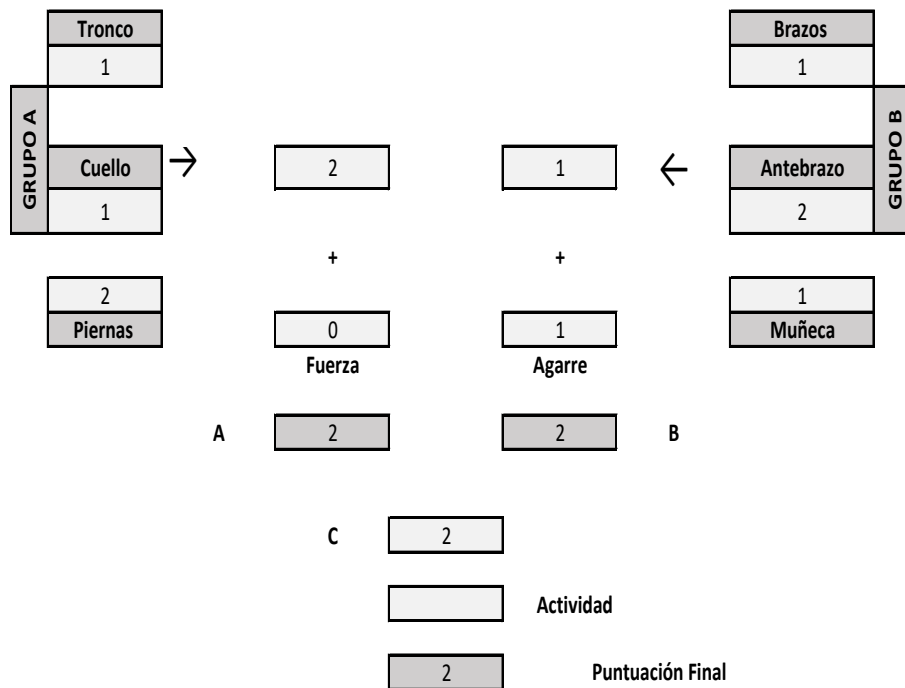 Tronco
1
GRUPO A
Cuello
1
2
Piernas
→
2
+
0
Fuerza
A
2
Brazos
1
GRUPO B
Antebrazo
2
1
Muñeca
←
1
+
1
Agarre
2
B
C
2
Actividad
2
Puntuación Final